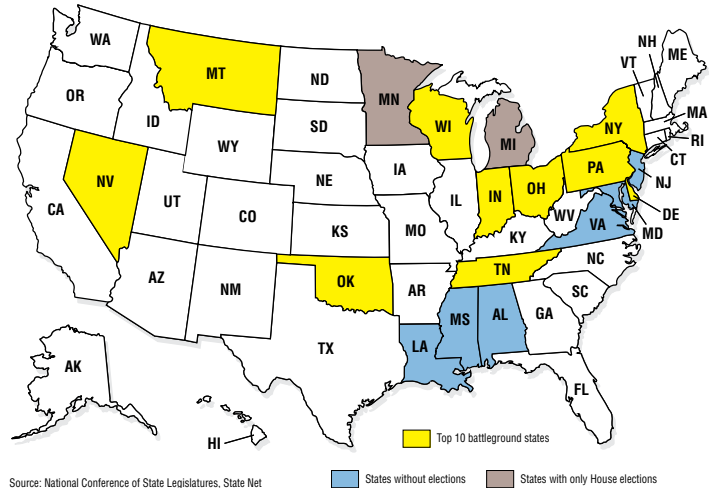 WA
NH
ME
VT
MT
ND
MN
OR
MA
ID
WI
NY
SD
MI
RI
WY
CT
IA
PA
NJ
NE
NV
OH
IN
IL
DE
UT
CA
CO
WV
VA
MD
KS
MO
KY
NC
TN
OK
AZ
NM
AR
SC
MS
AL
GA
LA
TX
AK
FL
HI
Top 10 battleground states
Source: National Conference of State Legislatures, State Net
States without elections
States with only House elections